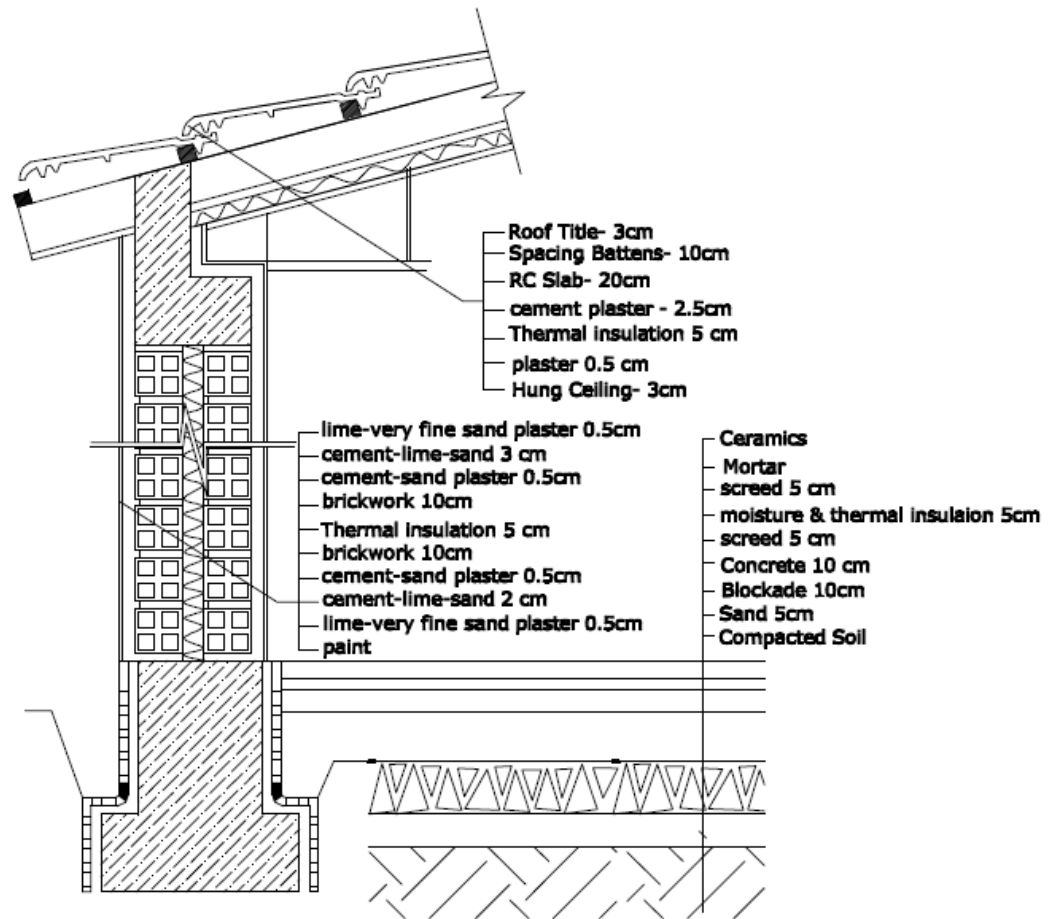 Roof Title- 3cm
Spacing Battens- 10cm
RC Slab- 20cm
cement plaster - 2.5cm
Thermal insulation 5 cm
plaster 0.5 cm
Hung Ceiling- 3cm
lime-very fine sand plaster 0.5cm
cement-lime-sand 3 cm
cement-sand plaster 0.5cm
brickwork 10cm
Thermal insulation 5 cm
brickwork 10cm
cement-sand plaster 0.5cm
cement-lime-sand 2 cm
lime-very fine sand plaster 0.5cm
paint
Ceramics
Mortar
screed 5 cm
moisture & thermal insulaion 5cm
screed 5 cm
Concrete 10 cm
Blockade 10cm
Sand 5cm
Compacted Soil